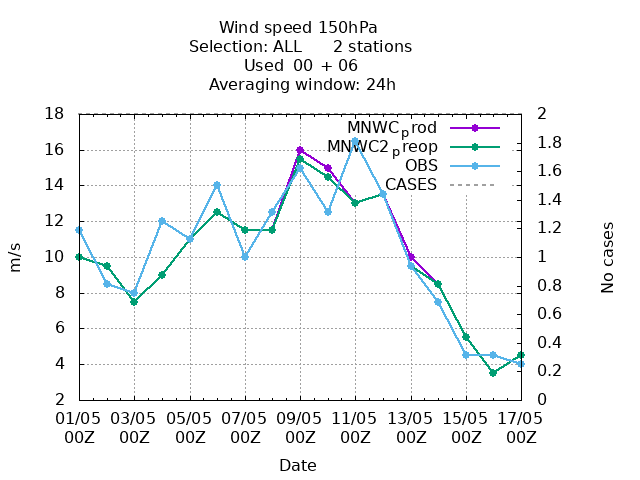 Wind speed 150hPa
Selection: ALL 2 stations
Used 00 + 06
Averaging window: 24h
18 2
MNWCprod
16 1.8
MNWC2preop
1.6
OBS
14 CASES
1.4
12 1.2
m/s
10 1
No cases
8 0.8
0.6
6
0.4
4 0.2
2 0
01/05 03/05 05/05 07/05 09/05 11/05 13/05 15/05 17/05
00Z 00Z 00Z 00Z 00Z 00Z 00Z 00Z 00Z
Date